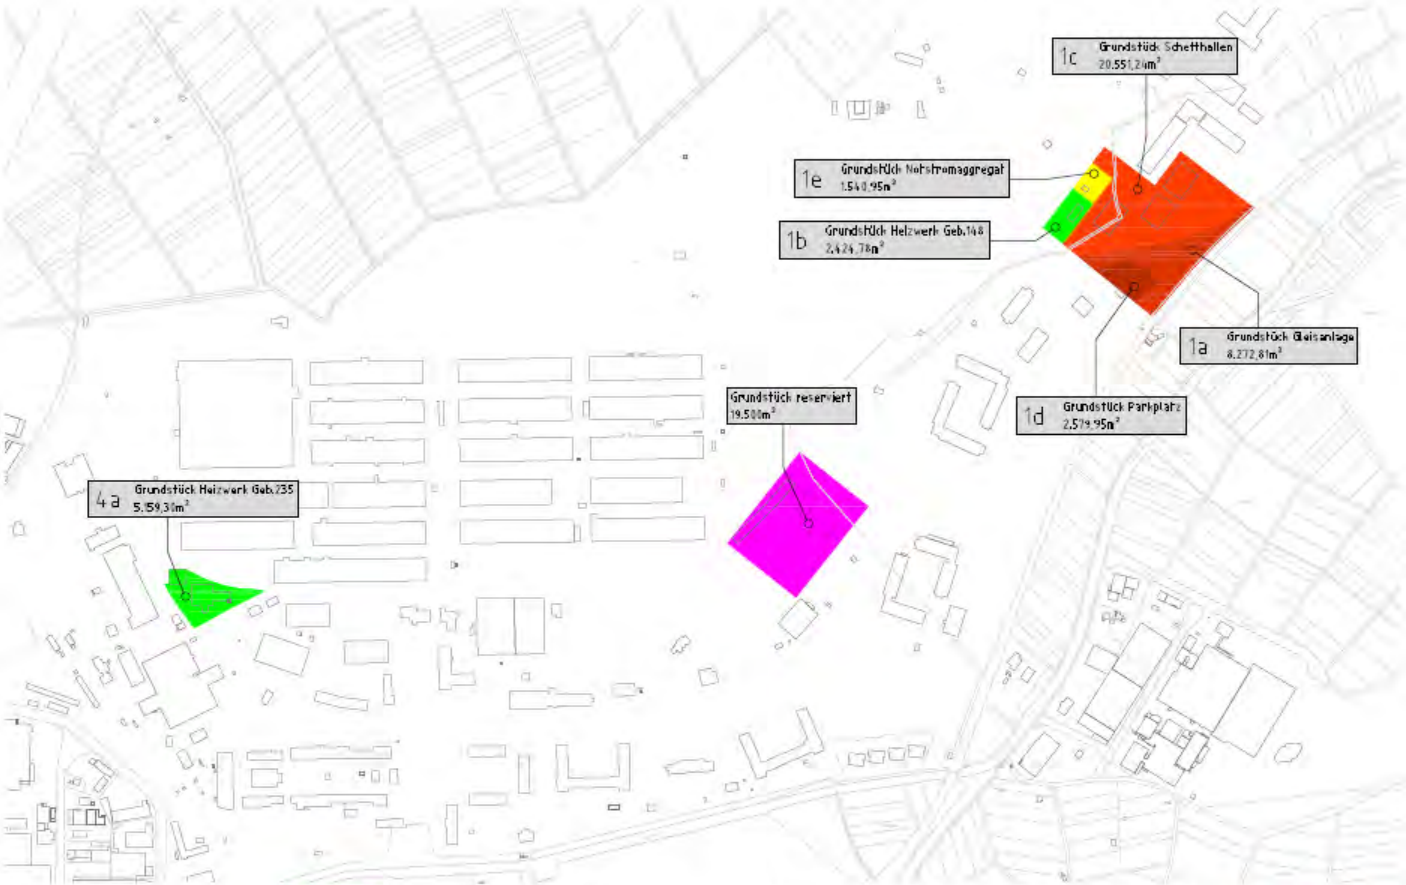 1c Grundstück Schetthallen
20.551,24m²
1e Grundstück Notstromaggregat
1.540,95m²
1b Grundstück Heizwerk Geb.148
2.424,78m²
1a Grundstück Gleisanlage
8.272,81m²
Grundstück reserviert
19.500m²
1d Grundstück Parkplatz
2.579,95m²
4a Grundstück Heizwerk Geb.235
5.159,30m²